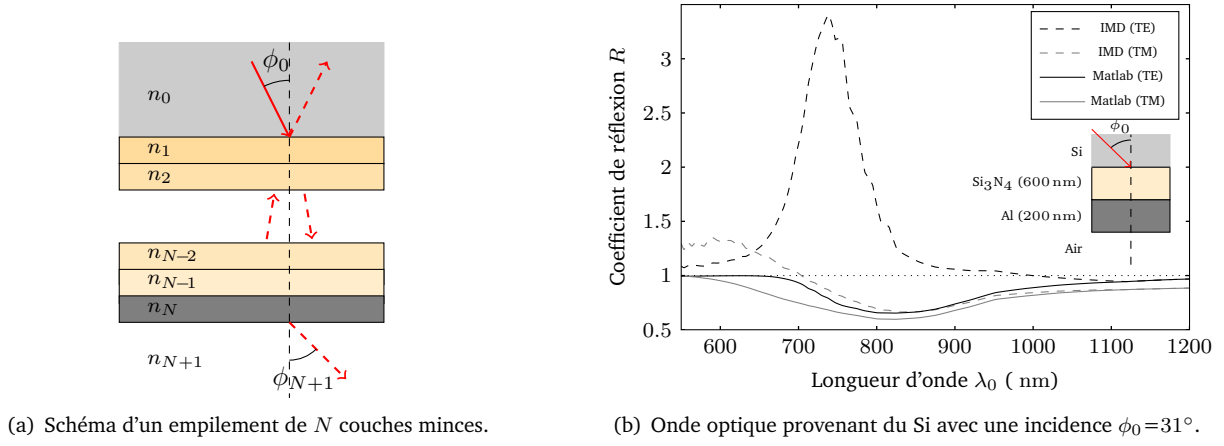 ϕ0
n0
n1
n2
nN−2
nN−1
nN
nN+1
ϕN+1
(a) Schéma d'un empilement de N couches minces.
Coefficient de réflexion R
3.5
3
2.5
2
1.5
1
0.5
600
700
800
900
1000
1100
1200
Longueur d'onde λ0 ( nm)
IMD (TE)
IMD (TM)
Matlab (TE)
Matlab (TM)
ϕ0
Si
Si3N4 (600 nm)
Al (200 nm)
Air
(b) Onde optique provenant du Si avec une incidence ϕ0=31°.